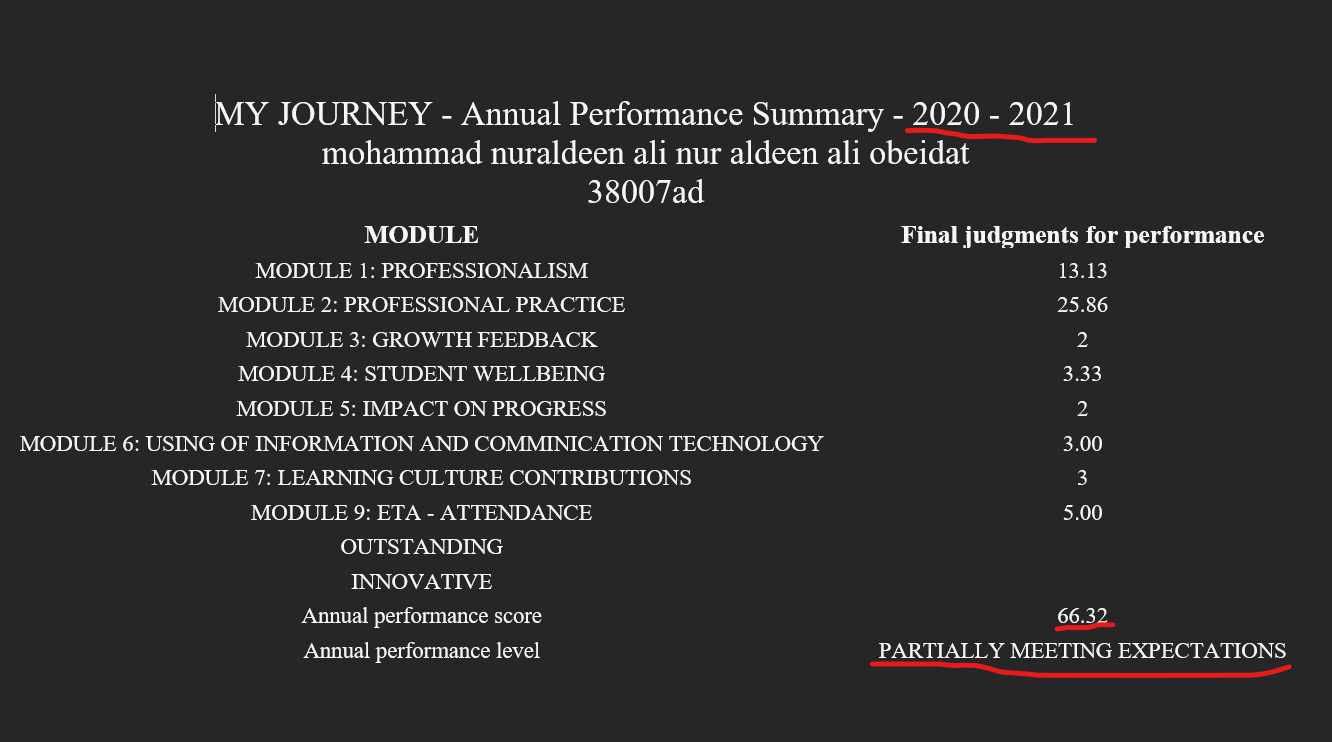 MY JOURNEY - Annual Performance Summary - 2020 - 2021
mohammad nuraldeen ali nur aldeen ali obeidat
38007ad
MODULE Final judgments for performance
MODULE 1: PROFESSIONALISM 13.13
MODULE 2: PROFESSIONAL PRACTICE 25.86
MODULE 3: GROWTH FEEDBACK 2
MODULE 4: STUDENT WELLBEING 3.33
MODULE 5: IMPACT ON PROGRESS 2
MODULE 6: USING OF INFORMATION AND COMMINICATION TECHNOLOGY 3.00
MODULE 7: LEARNING CULTURE CONTRIBUTIONS 3
MODULE 9: ETA - ATTENDANCE 5.00
OUTSTANDING
INNOVATIVE
Annual performance score 66.32
Annual performance level PARTIALLY MEETING EXPECTATIONS